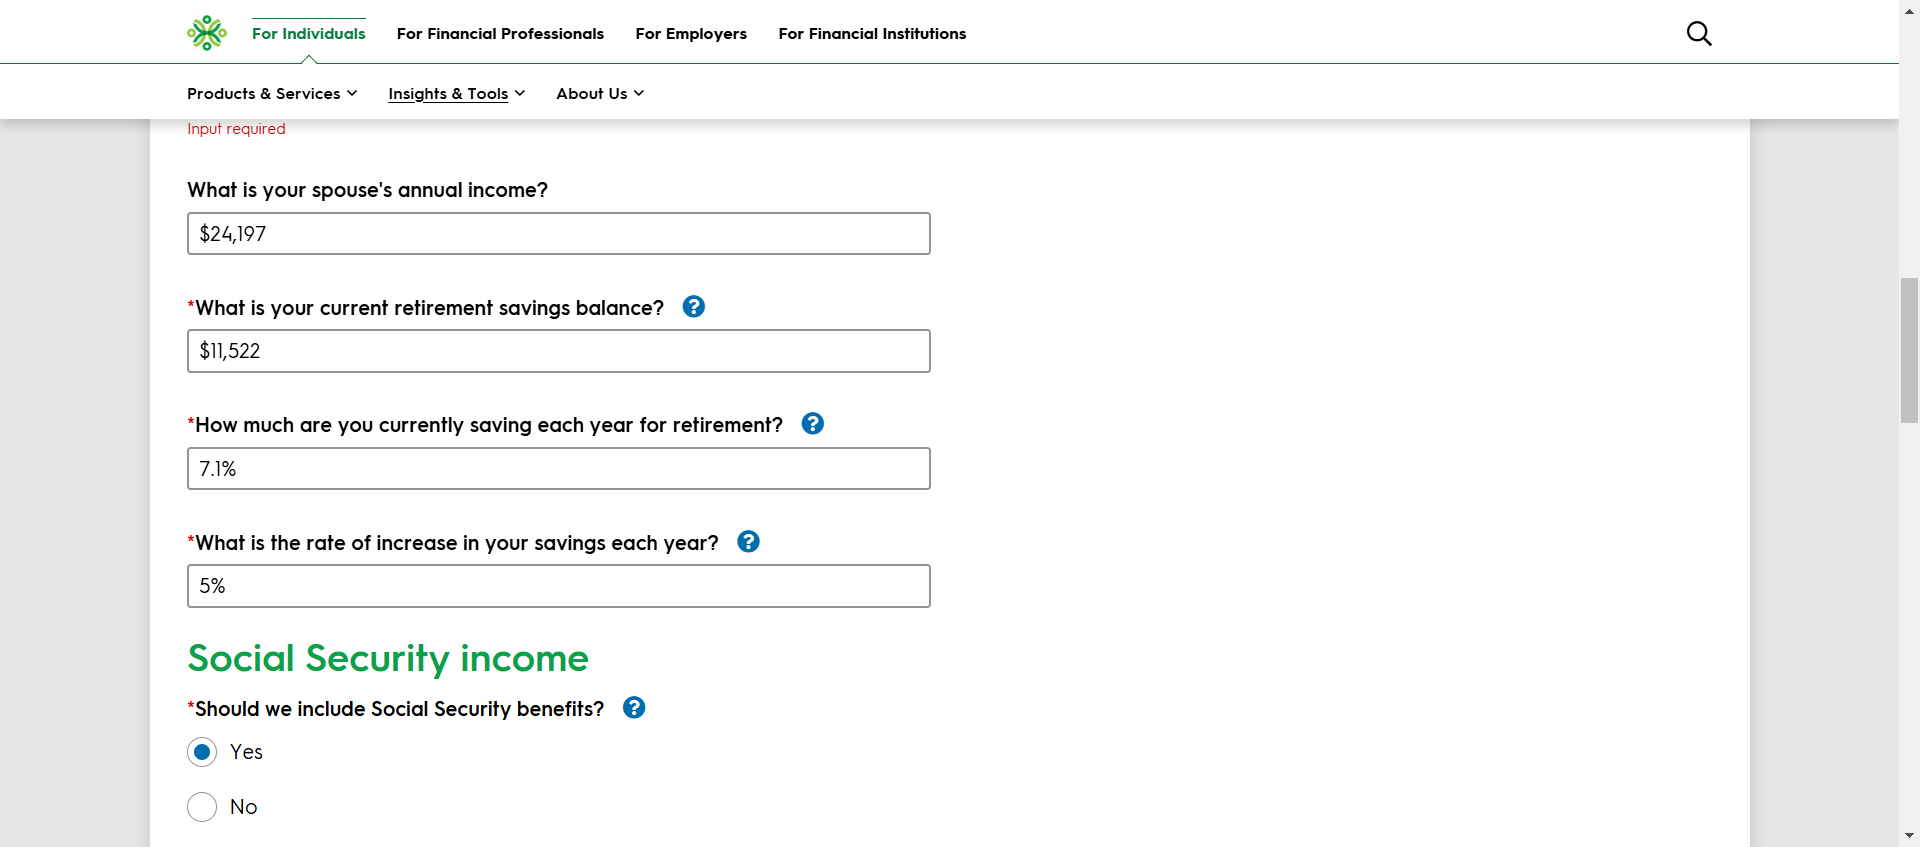 For Individuals For Financial Professionals For Employers For Financial Institutions
Products & Services Insights & Tools About Us
Input required
What is your spouse's annual income?
$24,197
*What is your current retirement savings balance? ?
$11,522
*How much are you currently saving each year for retirement? ?
7.1%
*What is the rate of increase in your savings each year? ?
5%
Social Security income
*Should we include Social Security benefits? ?
Yes
No